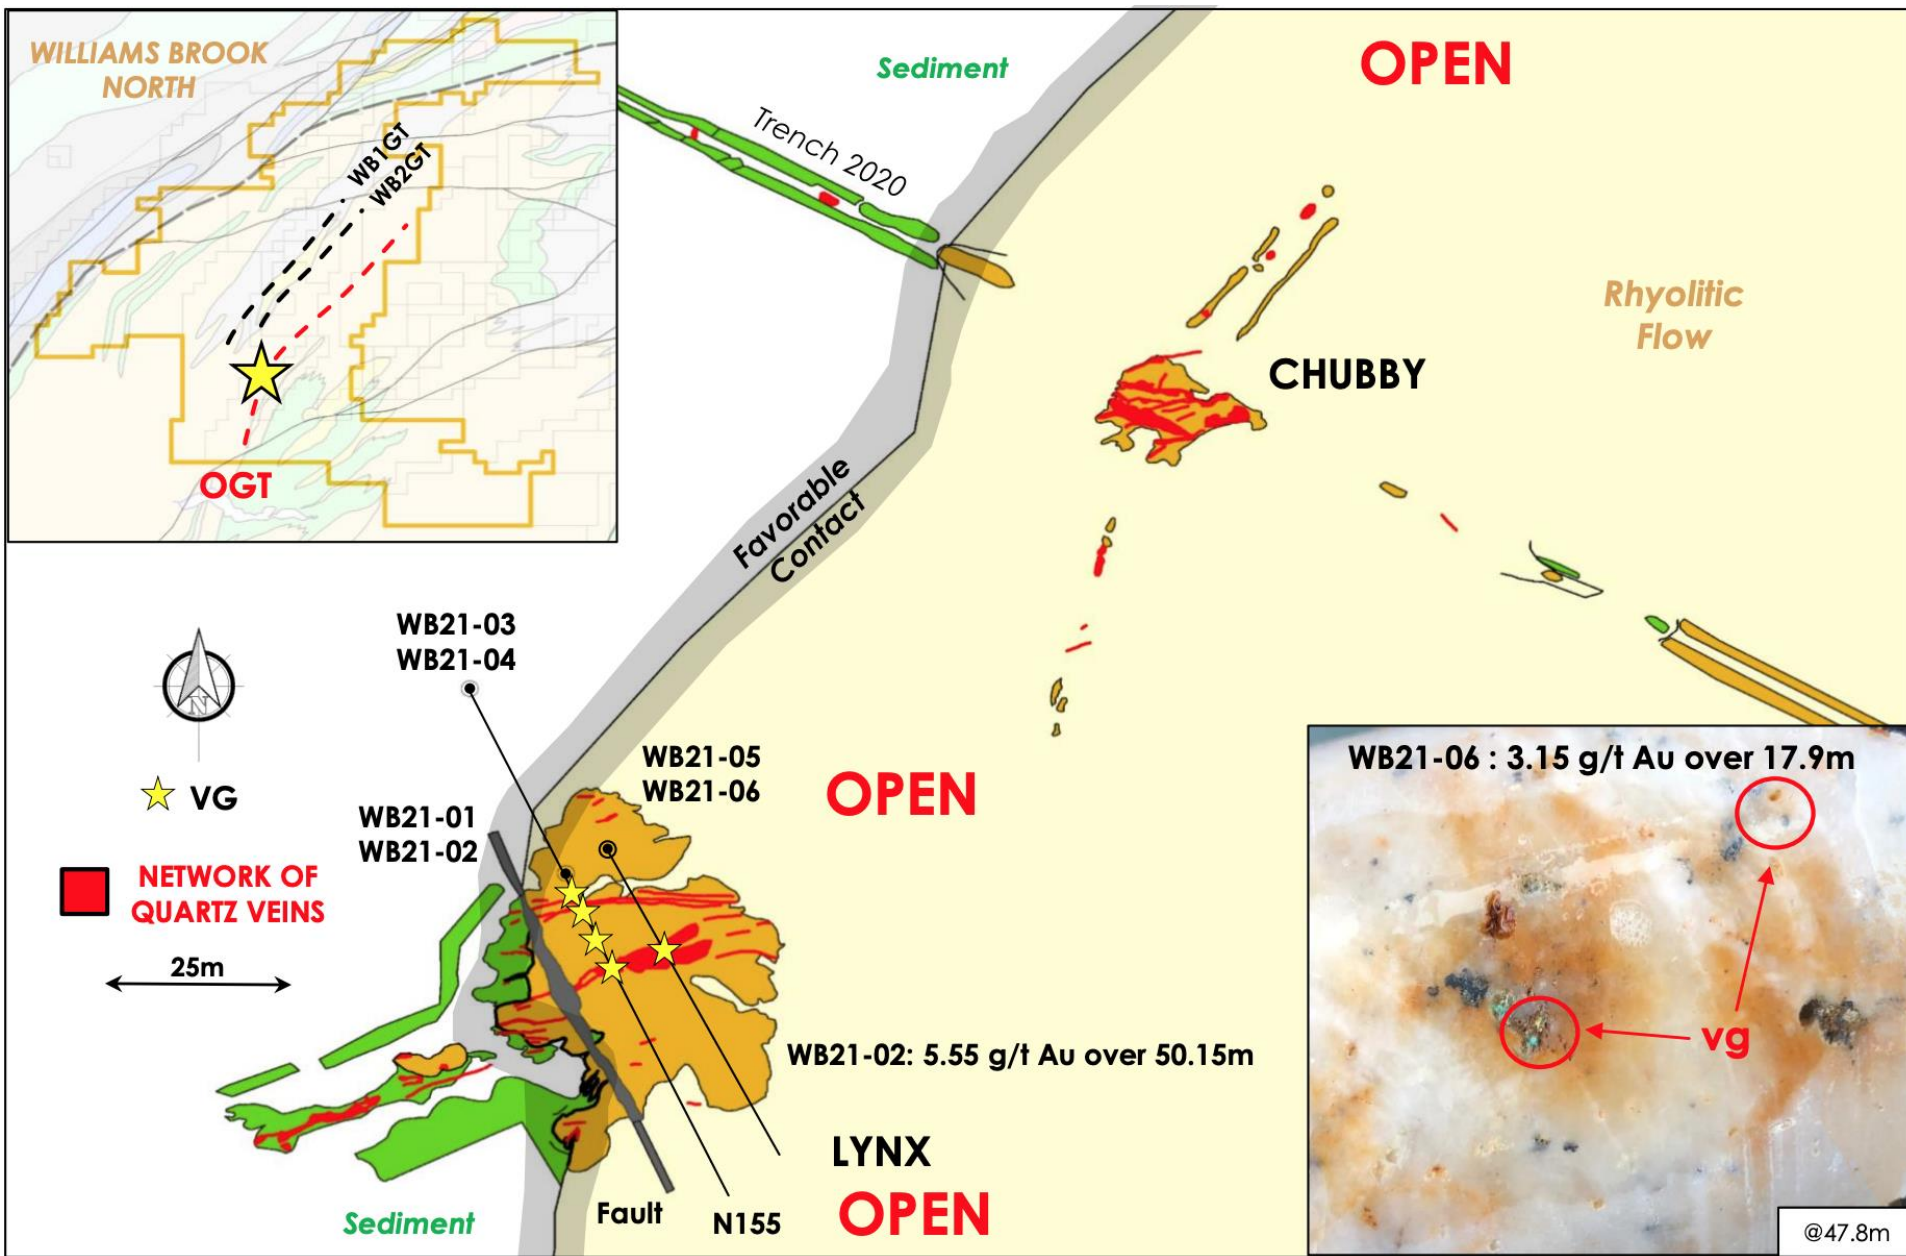 WILLIAMS BROOK
NORTH
WB1GT
WB2GT
OGT
Sediment
Trench 2020
OPEN
Rhyolitic
Flow
CHUBBY
Favorable
Contact
WB21-03
WB21-04
N
VG
NETWORK OF
QUARTZ VEINS
25m
WB21-05
WB21-06
WB21-01
WB21-02
OPEN
WB21-02: 5.55 g/t Au over 50.15m
LYNX
OPEN
Sediment
Fault
N155
WB21-06 : 3.15 g/t Au over 17.9m
vg
@47.8m